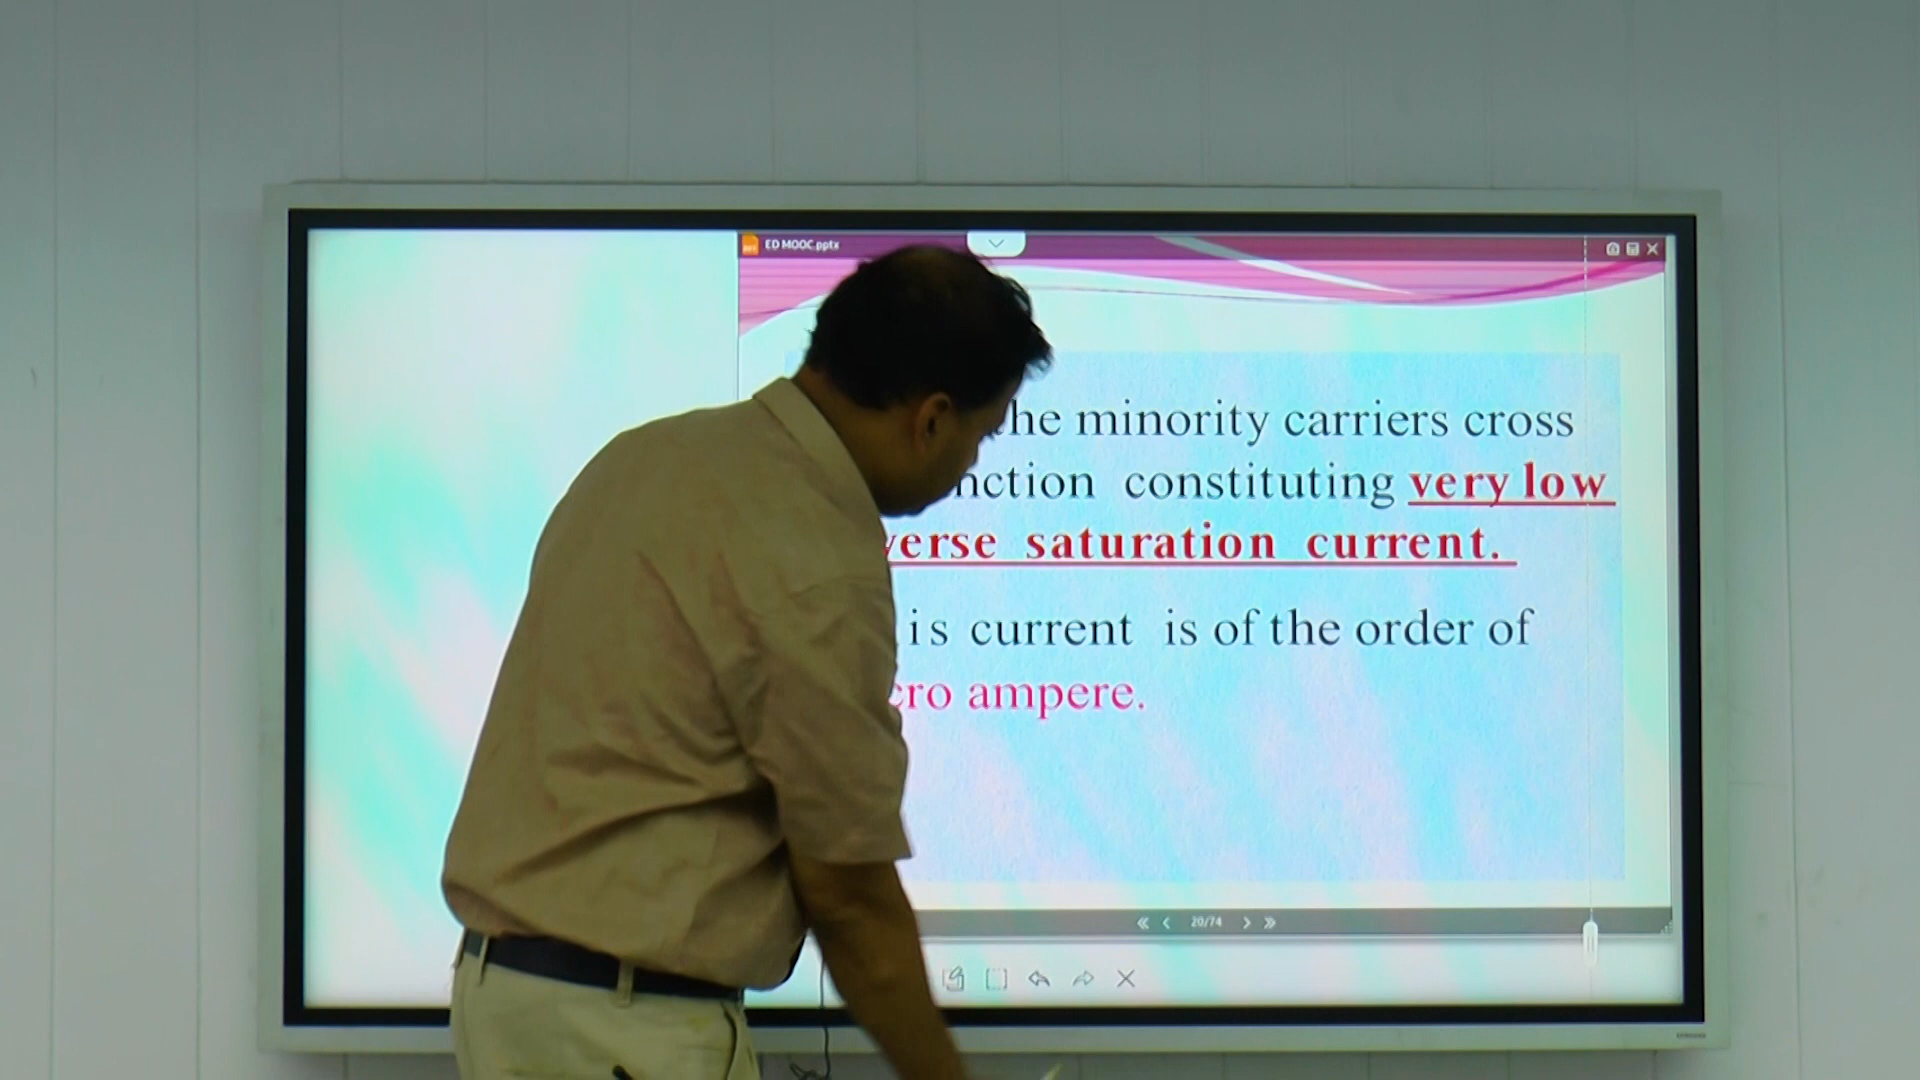 ED MOOC.pptx
he minority carriers cross
nction constituting very low
verse saturation current.
is current is of the order of
cro ampere.
20/74